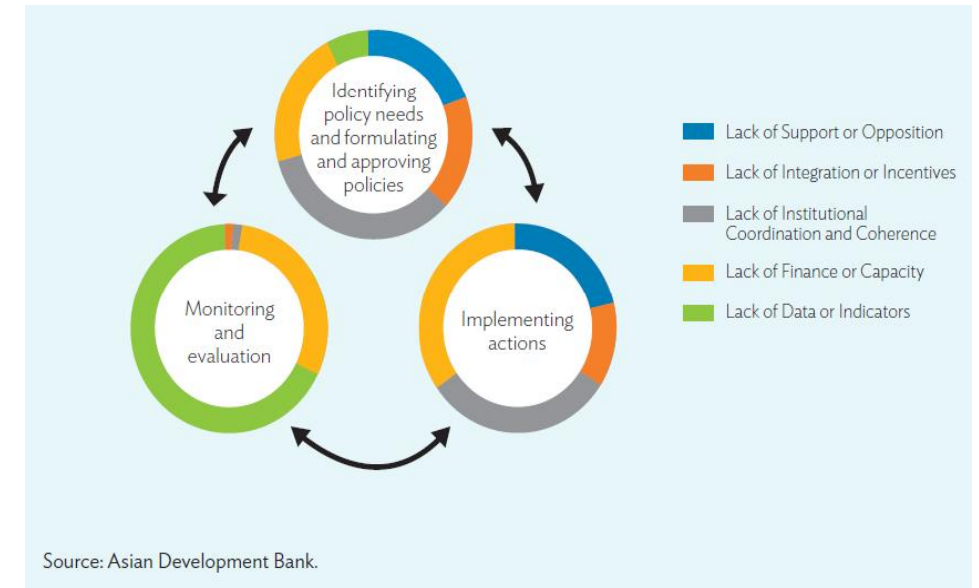 Identifying
policy needs
and formulating
and approving
policies
Monitoring
and
evaluation
Implementing
actions
Lack of Support or Opposition
Lack of Integration or Incentives
Lack of Institutional
Coordination and Coherence
Lack of Finance or Capacity
Lack of Data or Indicators
Source: Asian Development Bank.